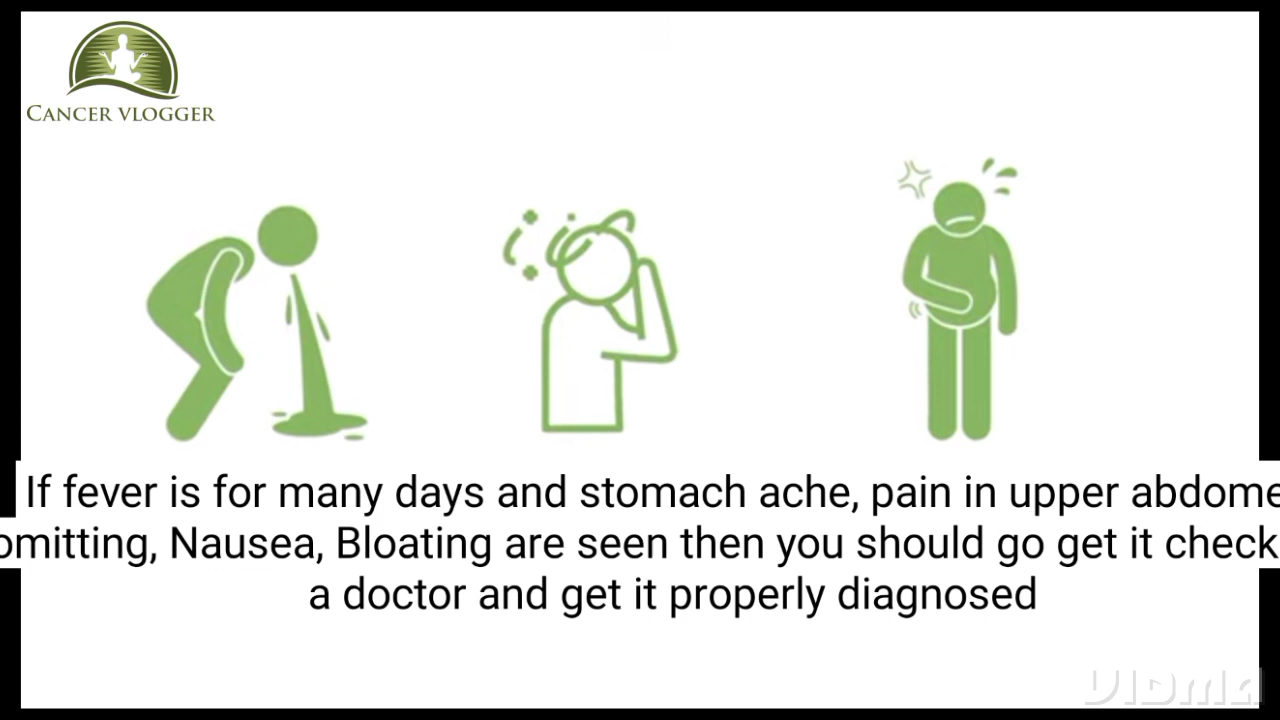 CANCER VLOGGER
If fever is for many days and stomach ache, pain in upper abdome
omitting, Nausea, Bloating are seen then you should go get it check
a doctor and get it properly diagnosed
VIDMA